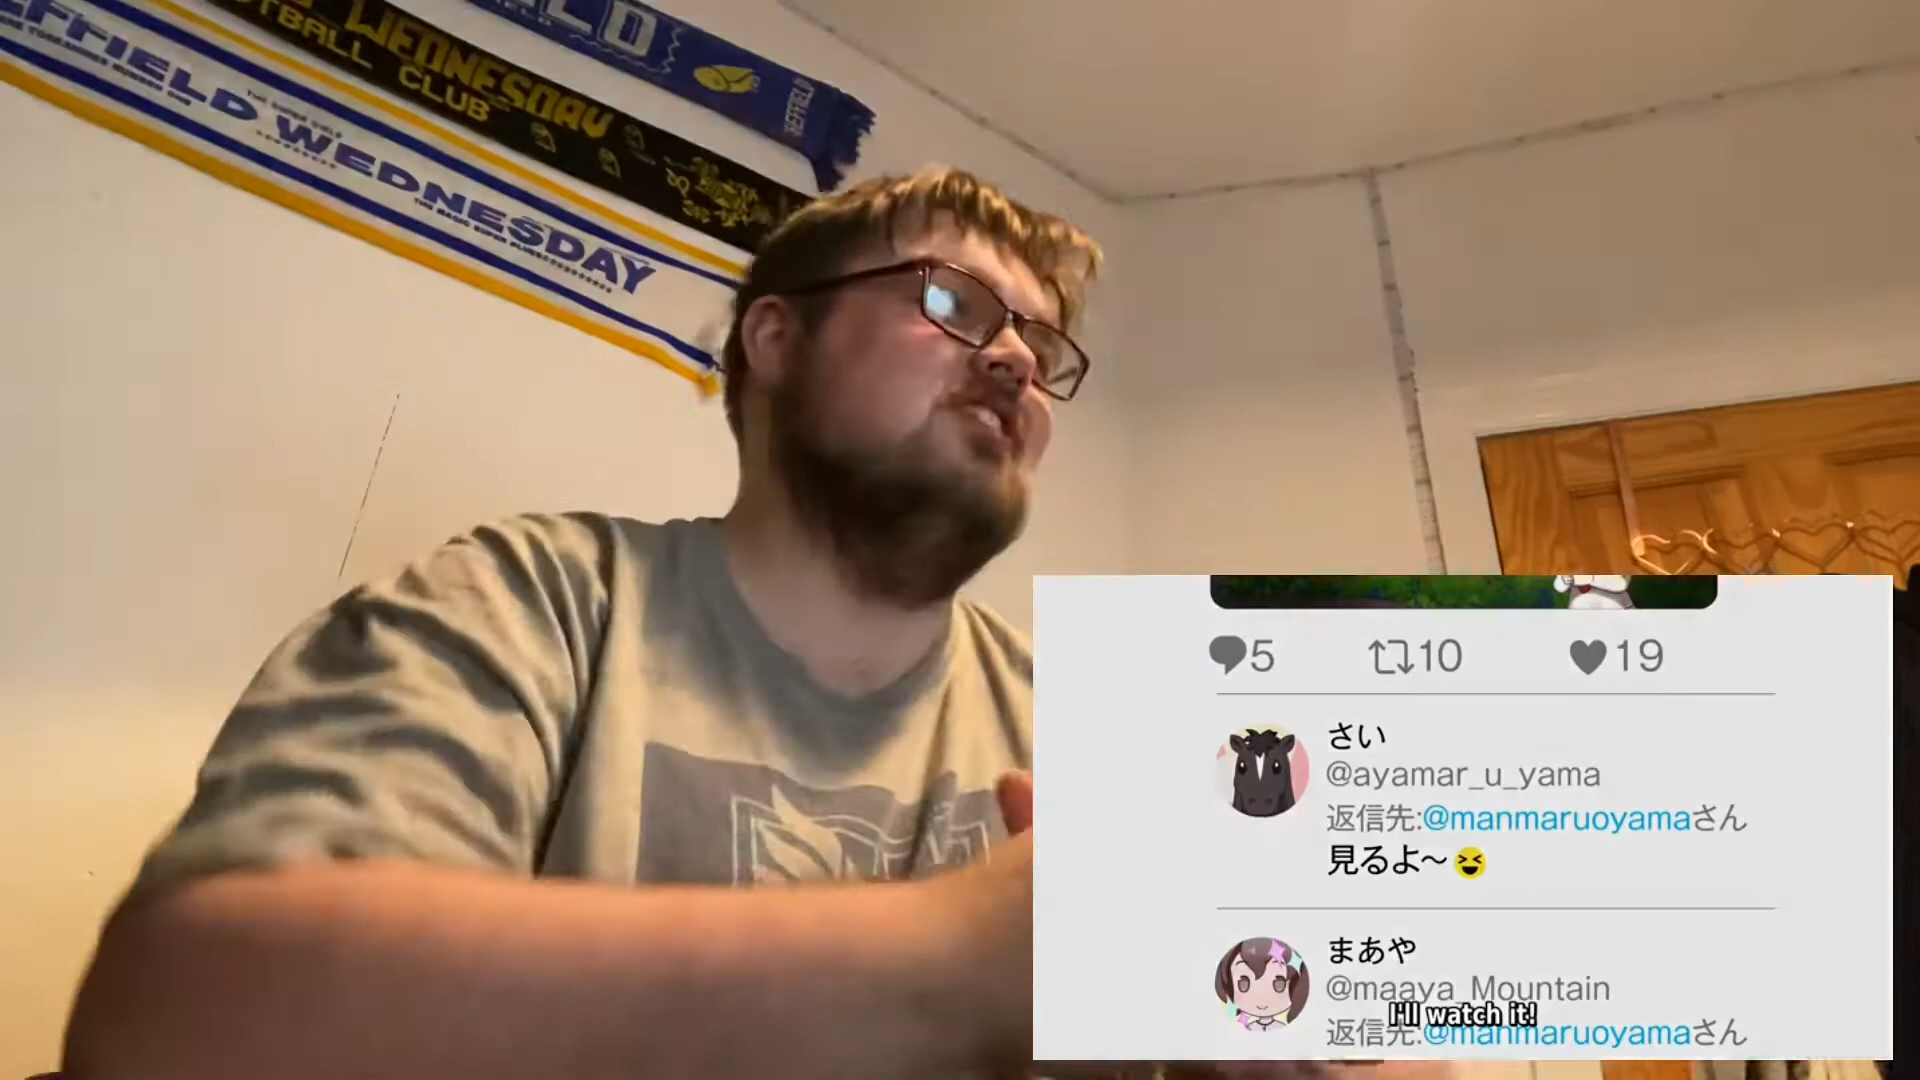 SHEFFIELD
WEDNESDAY
FOOTBALL CLUB
EFFIELD WEDNESDAY
5
10
19
さい
@ayamar_u_yama
返信先:@manmaruoyamaさん
見るよ〜😆
まあや
@maaya_Mountain
I'll watch it!
返信先:@manmaruoyamaさん